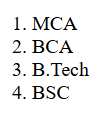 1. MCA
2. BCA
3. B.Tech
4. BSC